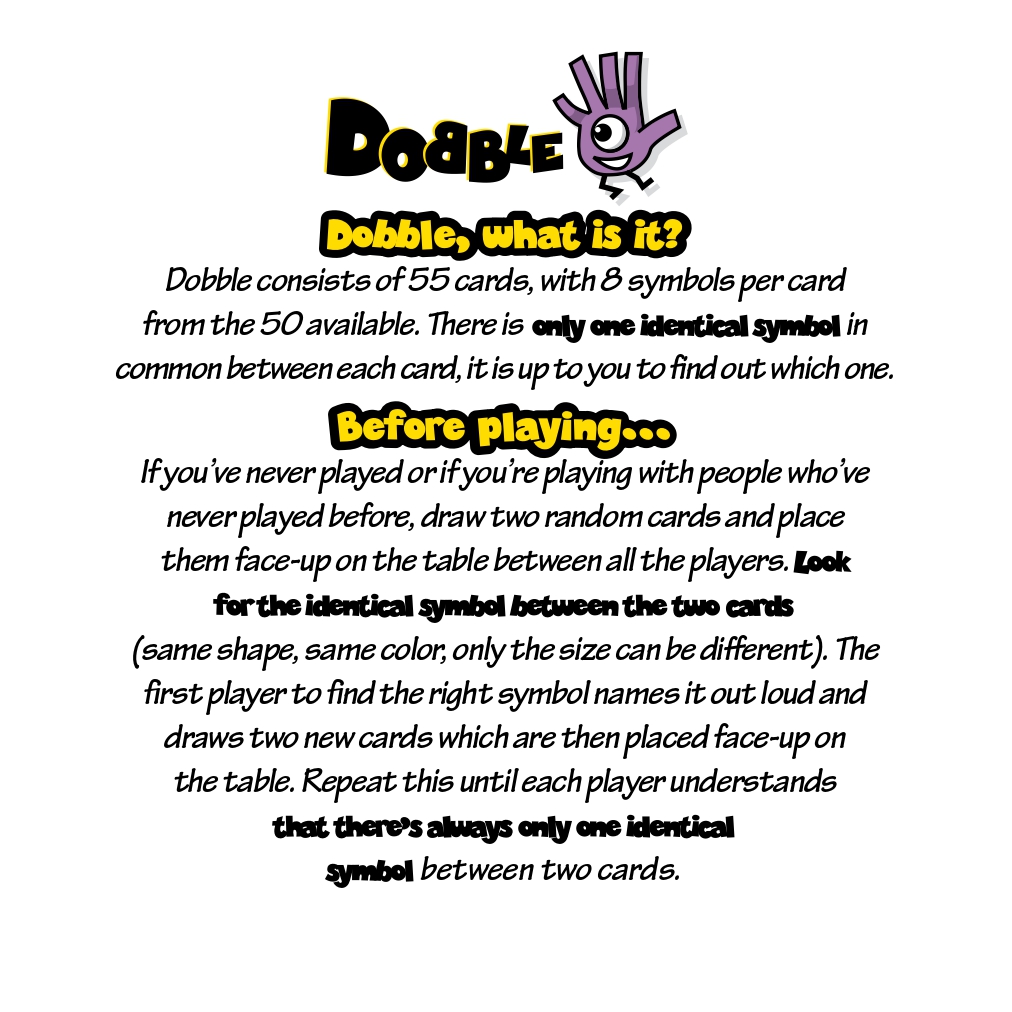 DOBBLE
Dobble, what is it?
Dobble consists of 55 cards, with 8 symbols per card
from the 50 available. There is only one identical symbol in
common between each card, it is up to you to find out which one.
Before playing...
If you've never played or if you're playing with people who've
never played before, draw two random cards and place
them face-up on the table between all the players. Look
for the identical symbol between the two cards
(same shape, same color, only the size can be different). The
first player to find the right symbol names it out loud and
draws two new cards which are then placed face-up on
the table. Repeat this until each player understands
that there's always only one identical
symbol between two cards.